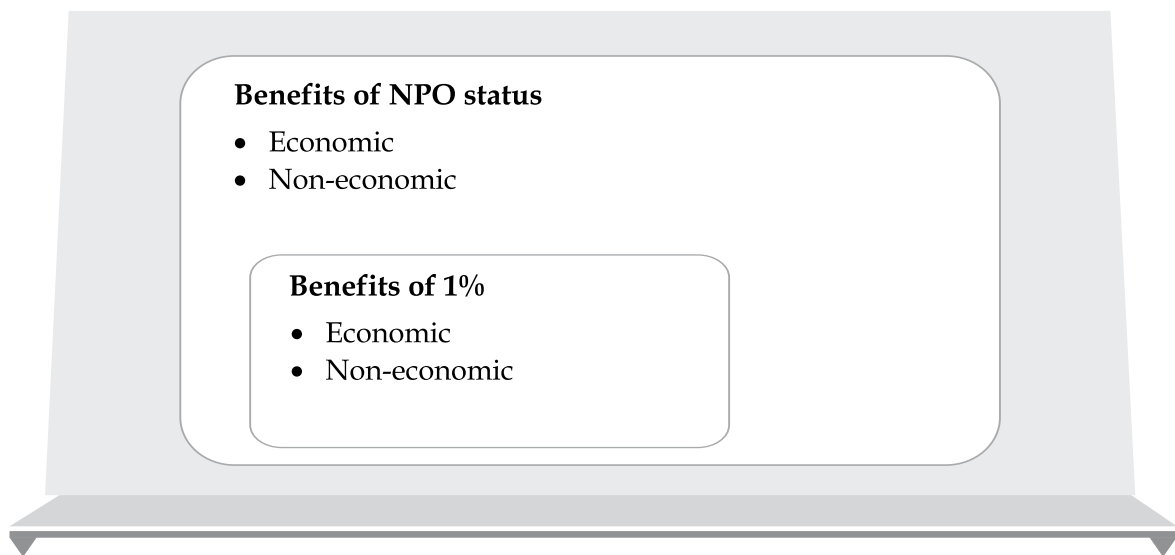 Benefits of NPO status
• Economic
• Non-economic
Benefits of 1%
• Economic
• Non-economic